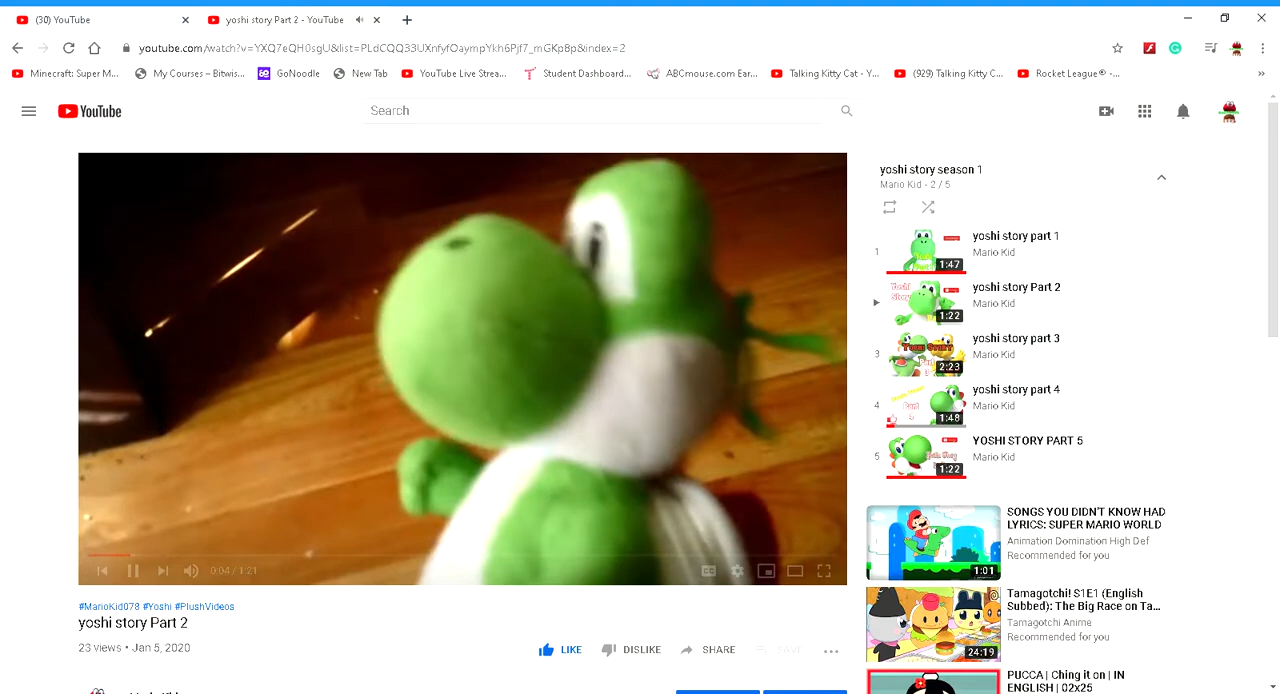 (30) YouTube
yoshi story Part 2 - YouTube
youtube.com/watch?v=YXQ7eQH0sgU&list=PLdCQQ33UXnfyfOaympYkh6Pjf7_mGKp8p&index=2
Minecraft: Super M...
My Courses – Bitwis...
GoNoodle
New Tab
YouTube Live Strea...
Student Dashboard...
ABCmouse.com Ear...
Talking Kitty Cat - Y...
(929) Talking Kitty C...
Rocket League® -...
»
YouTube
Search
yoshi story season 1
Mario Kid - 2 / 5
1
1:47
yoshi story part 1
Mario Kid
Yoshi Story
1:22
yoshi story Part 2
Mario Kid
3
YOSHI STORY
2:23
yoshi story part 3
Mario Kid
4
1:48
yoshi story part 4
Mario Kid
5
1:22
YOSHI STORY PART 5
Mario Kid
0:04 / 1:21
CC
1:01
SONGS YOU DIDN'T KNOW HAD
LYRICS: SUPER MARIO WORLD
Animation Domination High Def
Recommended for you
24:19
Tamagotchi! S1E1 (English
Subbed): The Big Race on Ta...
Tamagotchi Anime
Recommended for you
PUCCA | Ching it on | IN
ENGLISH | 02x25
#MarioKid078 #Yoshi #PlushVideos
yoshi story Part 2
23 views • Jan 5, 2020
LIKE
DISLIKE
SHARE
SAVE